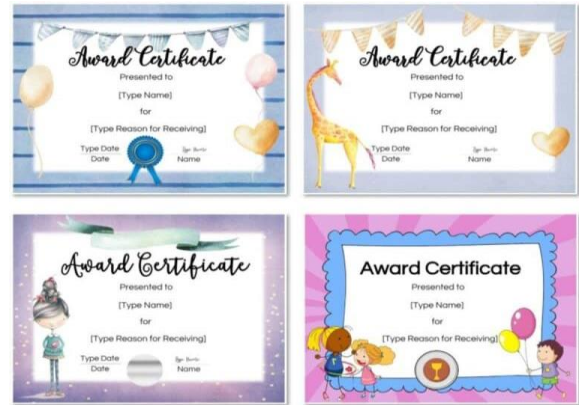 Award Certificate
Presented to
[Type Name]
for
[Type Reason for Receiving]
Type Date
Date
Name
Award Certificate
Presented to
[Type Name]
for
[Type Reason for Receiving]
Type Date
Date
Name
Award Certificate
Presented to
[Type Name]
for
[Type Reason for Receiving]
Type Date
Date
Name
Award Certificate
Presented to
[Type Name]
for
[Type Reason for Receiving]